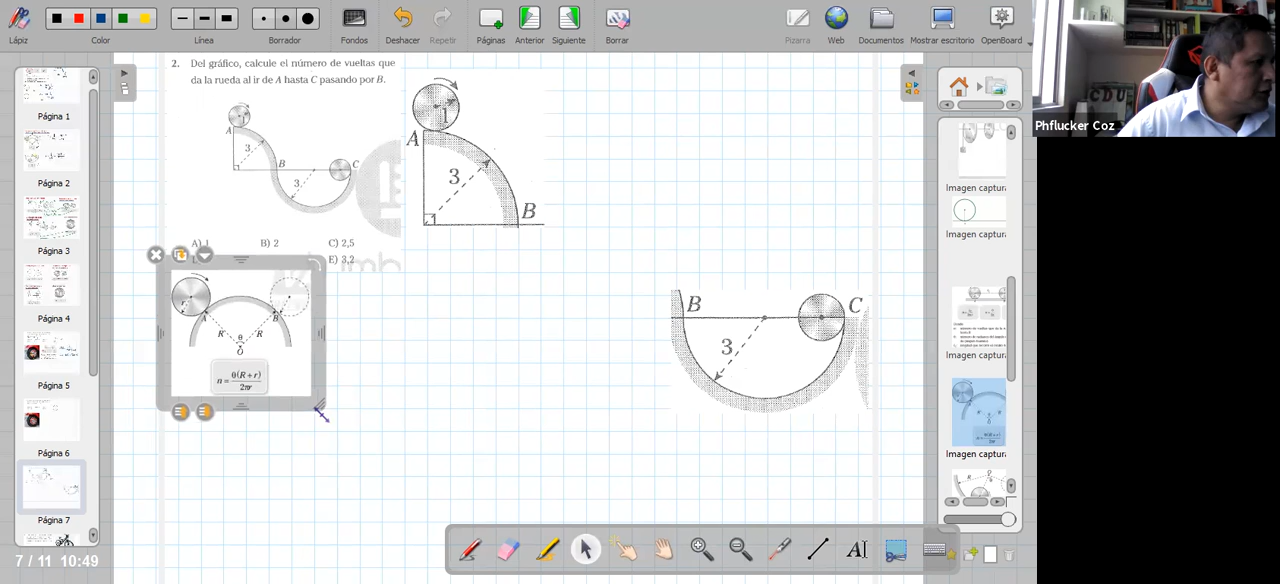 Lápiz
Color
Línea
Borrador
Fondos
Deshacer
Repetir
Páginas
Anterior
Siguiente
Borrar
Pizarra
Web
Documentos
Mostrar escritorio
OpenBoard
Phflucker Coz
Página 1
Página 2
Página 3
Página 4
Página 5
Página 6
Página 7
7 / 11 10:49
2. Del gráfico, calcule el número de vueltas que
da la rueda al ir de A hasta C pasando por B.
1
A
3
B
C
3
A) 1
B) 2
C) 2,5
E) 3,2
1
A
3
B
r
A
B
R
θ
R
O
n = θ(R+r)/2πr
B
C
3
Imagen captura
Imagen captura
Imagen captura
Imagen captura